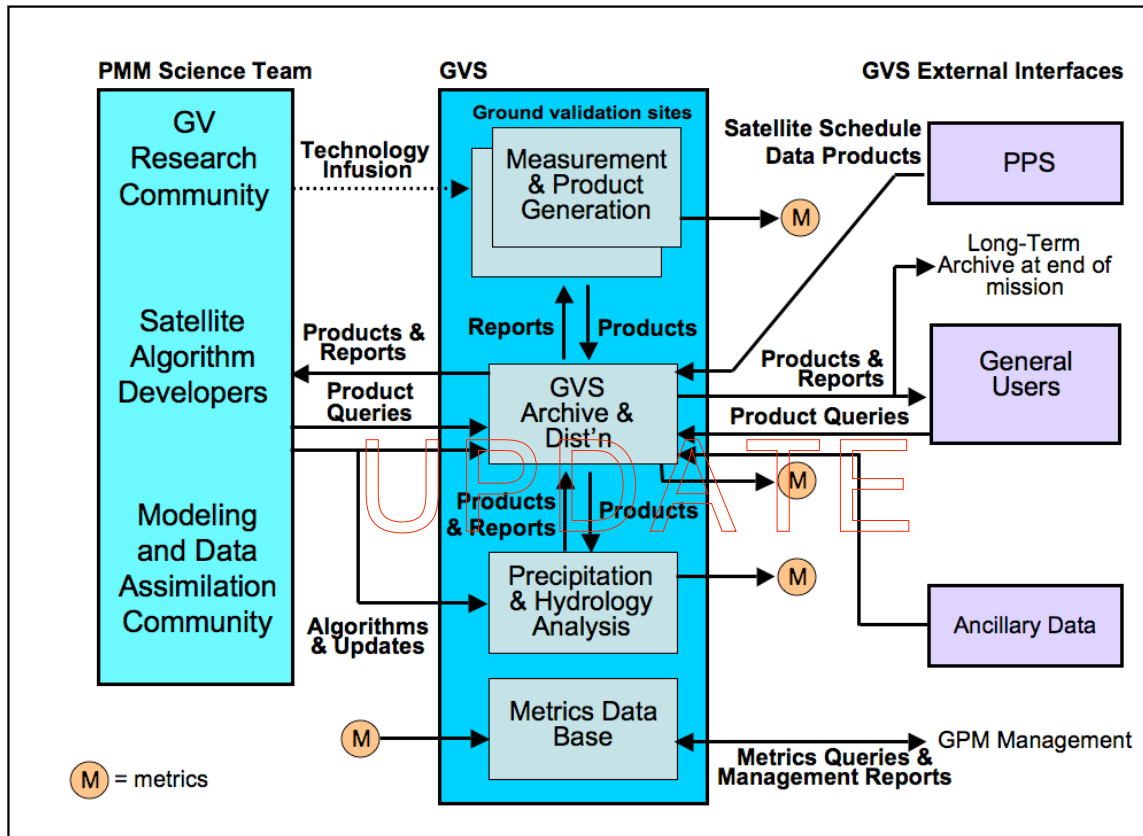 PMM Science Team
GV
Research
Community
Satellite
Algorithm
Developers
Modeling
and Data
Assimilation
Community
M = metrics
Technology
Infusion
Products &
Reports
Product
Queries
Algorithms
& Updates
M
GVS
Ground validation sites
Measurement
& Product
Generation
M
Reports
Products
GVS
Archive &
Dist'n
M
Products
& Reports
Products
Precipitation
& Hydrology
Analysis
M
Metrics Data
Base
UPDATE
GVS External Interfaces
Satellite Schedule
Data Products
PPS
Long-Term
Archive at end of
mission
Products &
Reports
General
Users
Product Queries
Ancillary Data
Metrics Queries &
Management Reports
GPM Management